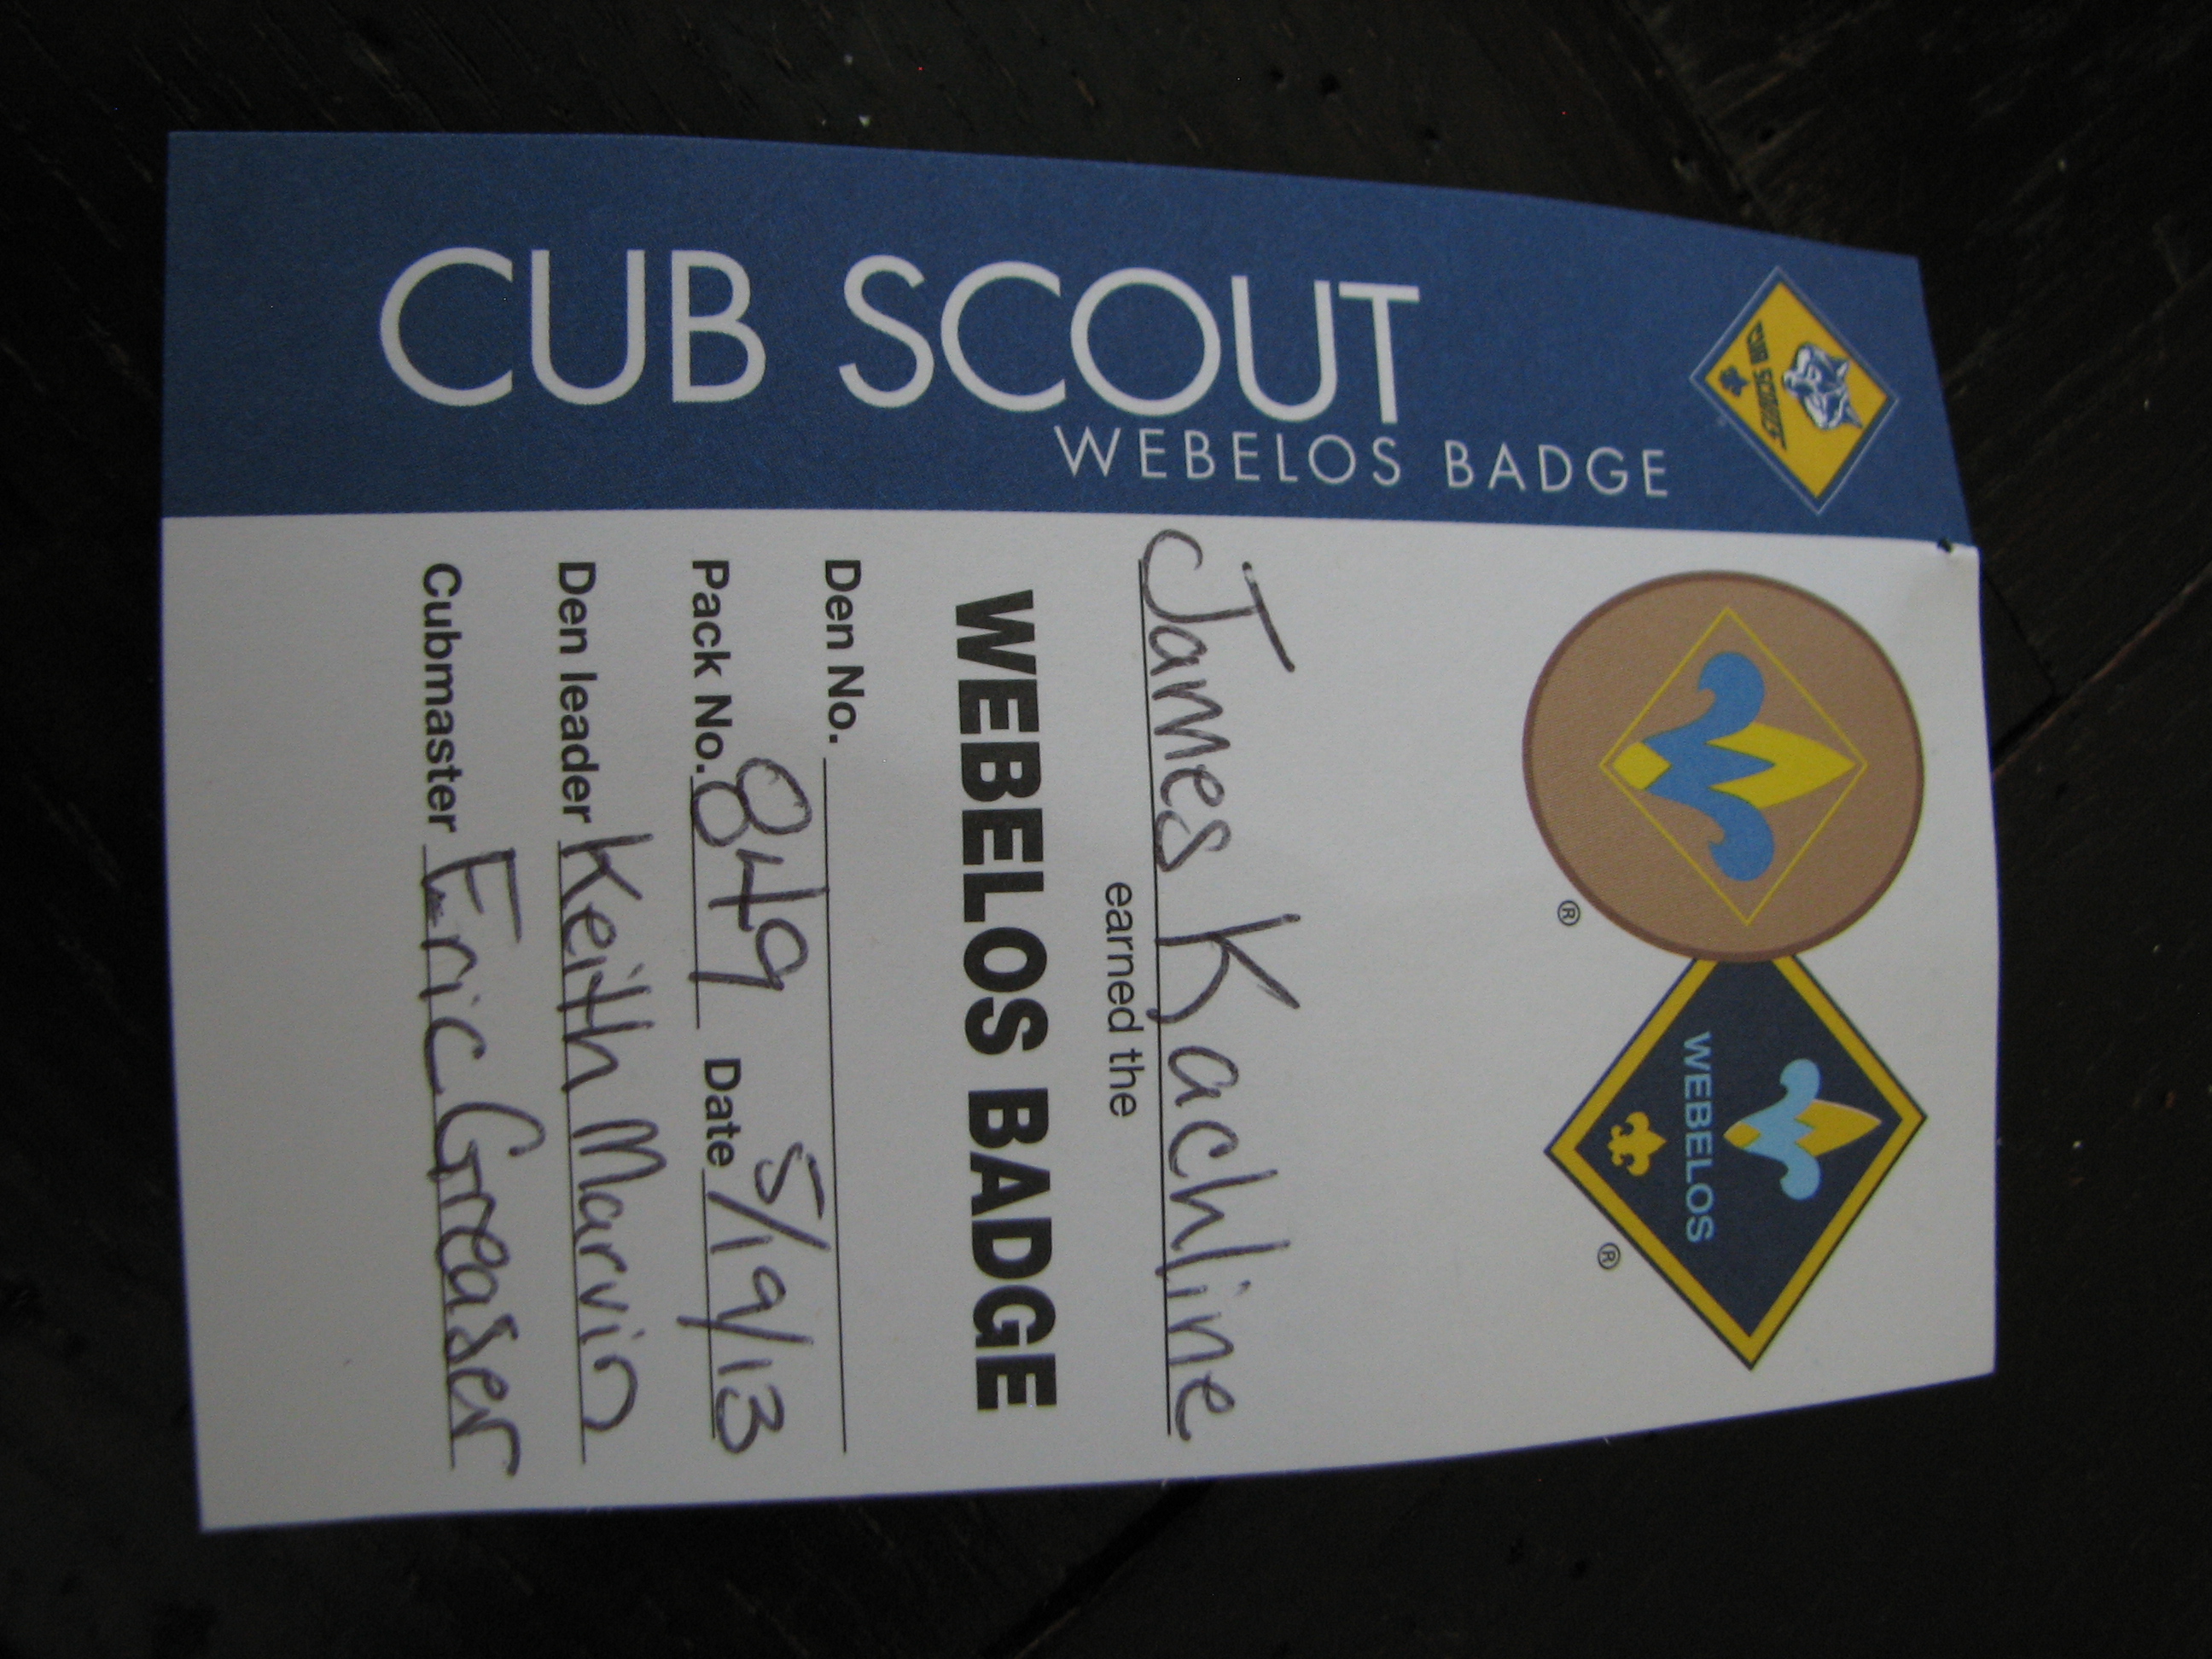 CUB SCOUT
WEBELOS BADGE
CUB SCOUTS
WEBELOS
®
®
James Kachline
earned the
WEBELOS BADGE
Den No.
Pack No. 849 Date 5/19/13
Den leader Keith Marvin
Cubmaster Eric Greaser